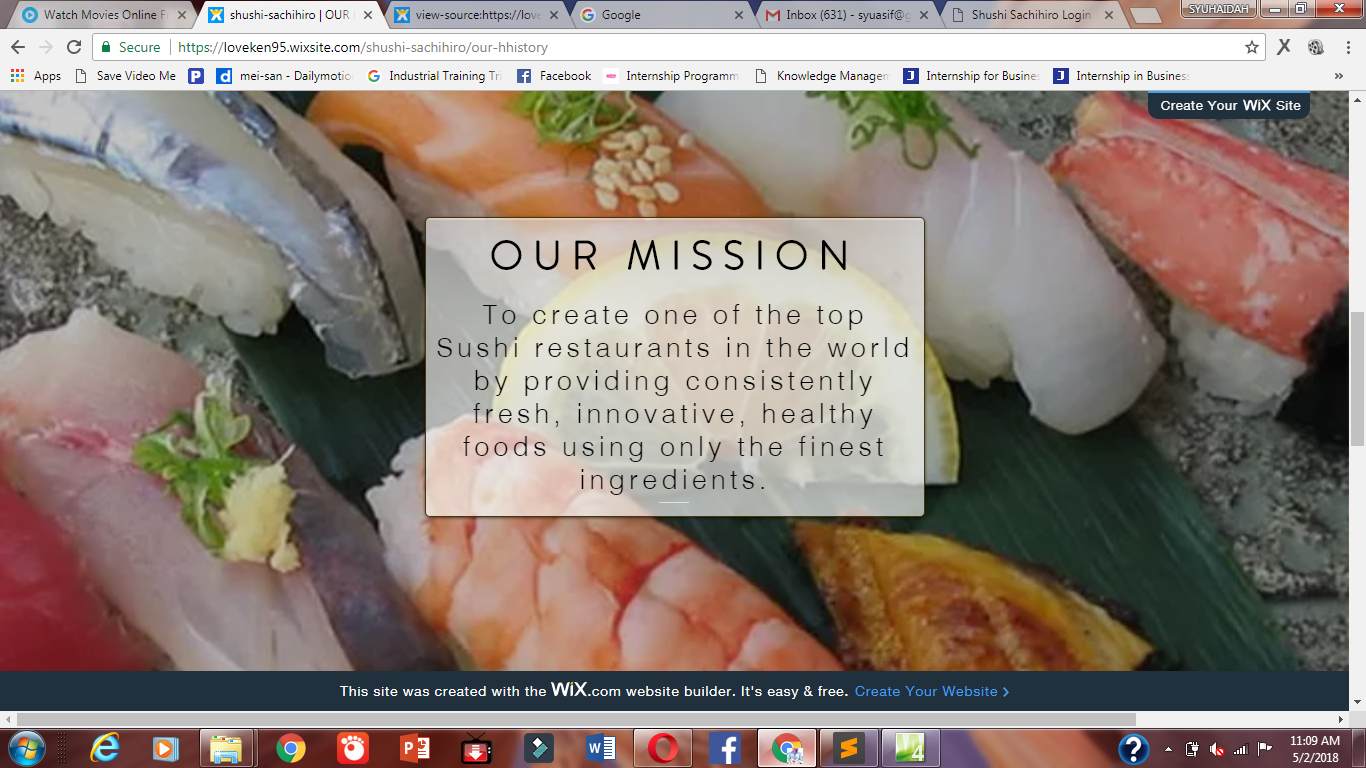 SYUHAIDAH
Watch Movies Online F
shushi-sachihiro | OUR
view-source:https://love
Google
Inbox (631) - syuasif@g
Shushi Sachihiro Login
Secure
https://loveken95.wixsite.com/shushi-sachihiro/our-hhistory
X
Apps
Save Video Me
P
d
mei-san - Dailymotio
Industrial Training Tri
Facebook
Internship Programm
Knowledge Managem
J
Internship for Busines
J
Internship in Business
»
Create Your WiX Site
OUR MISSION
To create one of the top
Sushi restaurants in the world
by providing consistently
fresh, innovative, healthy
foods using only the finest
ingredients.
This site was created with the WiX.com website builder. It's easy & free. Create Your Website >
11:09 AM
5/2/2018